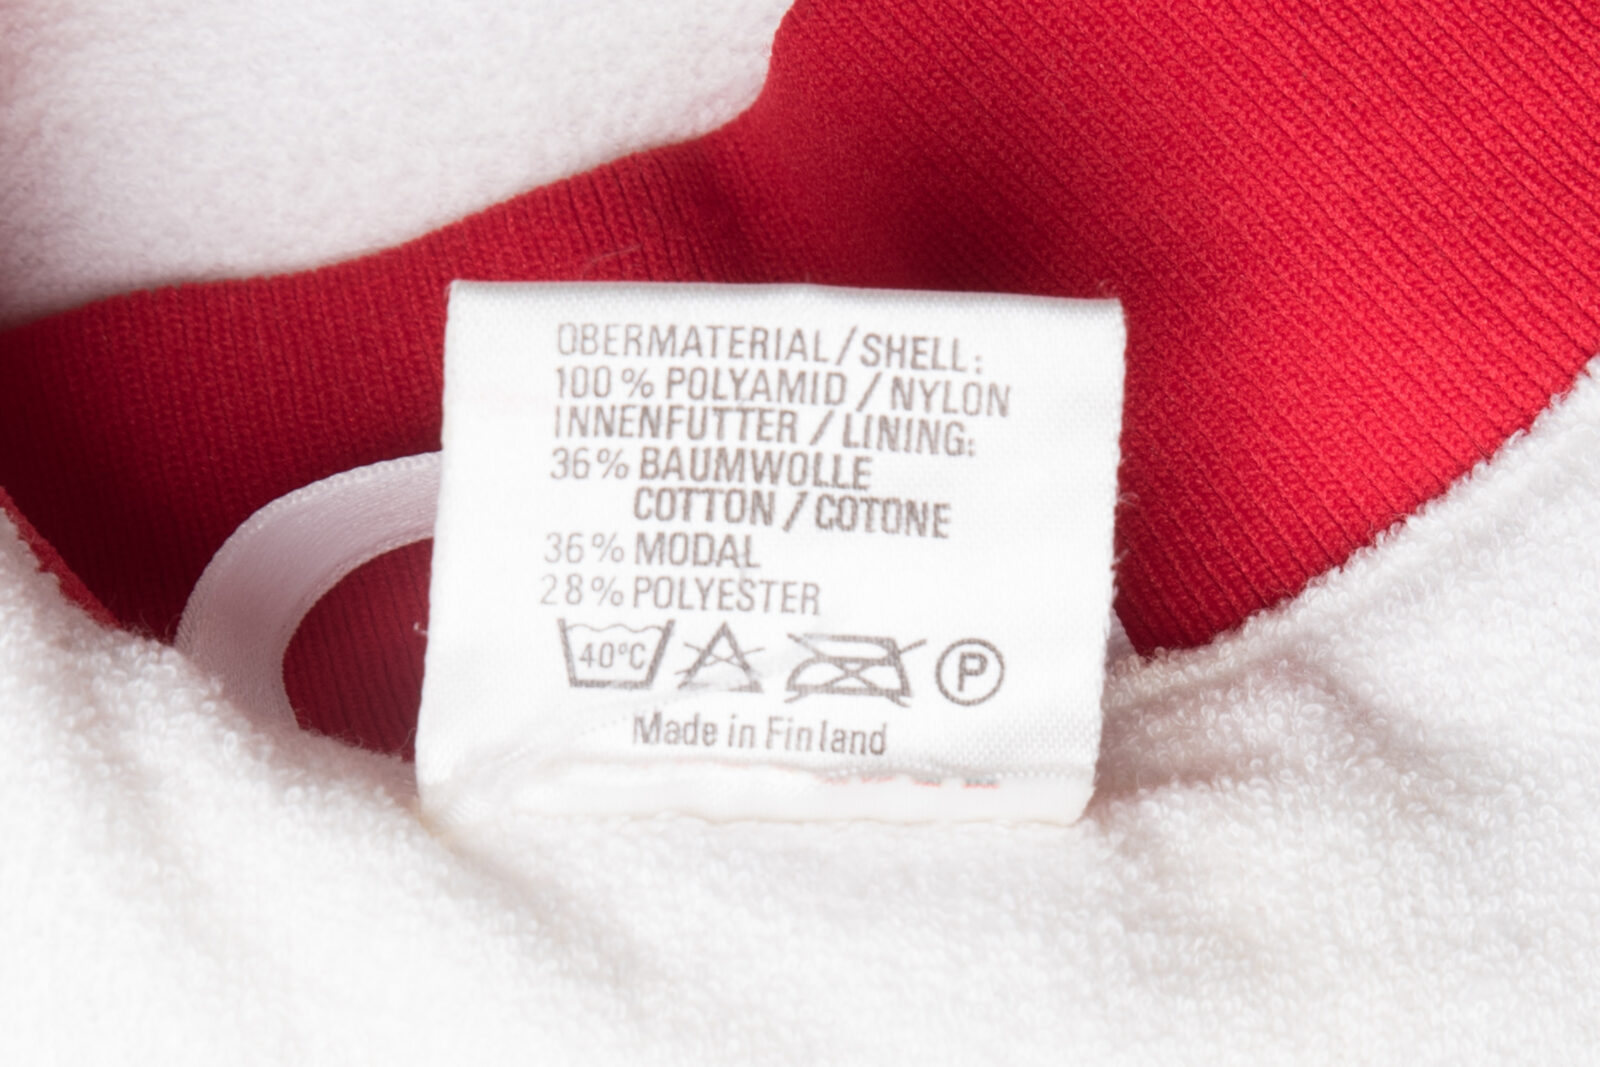 OBERMATERIAL/SHELL:
100% POLYAMID/NYLON
INNENFUTTER/LINING:
36% BAUMWOLLE
COTTON/COTONE
36% MODAL
28% POLYESTER
40°C P
Made in Finland